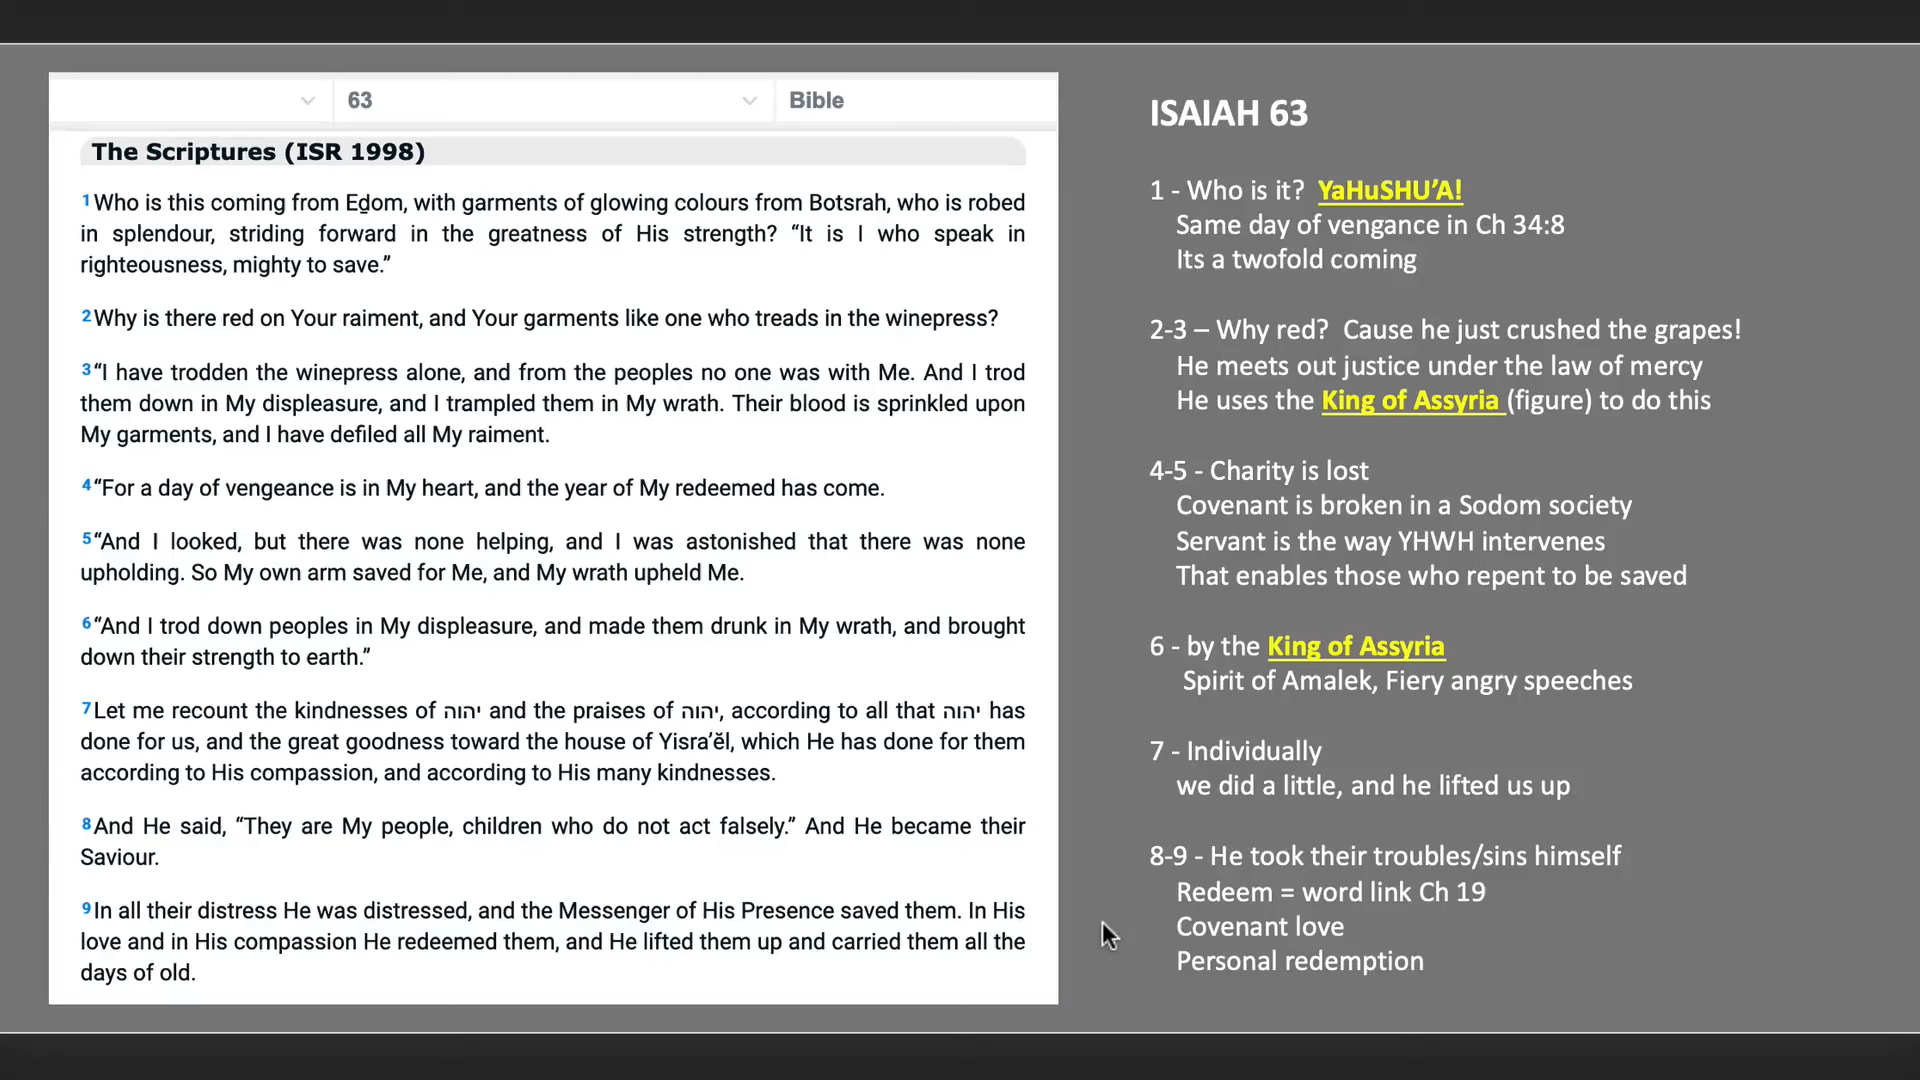 63
Bible
The Scriptures (ISR 1998)
1Who is this coming from Eḏom, with garments of glowing colours from Botsrah, who is robed
in splendour, striding forward in the greatness of His strength? “It is I who speak in
righteousness, mighty to save.”
2Why is there red on Your raiment, and Your garments like one who treads in the winepress?
3“I have trodden the winepress alone, and from the peoples no one was with Me. And I trod
them down in My displeasure, and I trampled them in My wrath. Their blood is sprinkled upon
My garments, and I have defiled all My raiment.
4“For a day of vengeance is in My heart, and the year of My redeemed has come.
5“And I looked, but there was none helping, and I was astonished that there was none
upholding. So My own arm saved for Me, and My wrath upheld Me.
6“And I trod down peoples in My displeasure, and made them drunk in My wrath, and brought
down their strength to earth.”
7Let me recount the kindnesses of יהוה and the praises of יהוה, according to all that יהוה has
done for us, and the great goodness toward the house of Yisra’ĕl, which He has done for them
according to His compassion, and according to His many kindnesses.
8And He said, “They are My people, children who do not act falsely.” And He became their
Saviour.
9In all their distress He was distressed, and the Messenger of His Presence saved them. In His
love and in His compassion He redeemed them, and He lifted them up and carried them all the
days of old.
ISAIAH 63
1 - Who is it? YaHuSHU’A!
Same day of vengance in Ch 34:8
Its a twofold coming
2-3 – Why red? Cause he just crushed the grapes!
He meets out justice under the law of mercy
He uses the King of Assyria (figure) to do this
4-5 - Charity is lost
Covenant is broken in a Sodom society
Servant is the way YHWH intervenes
That enables those who repent to be saved
6 - by the King of Assyria
Spirit of Amalek, Fiery angry speeches
7 - Individually
we did a little, and he lifted us up
8-9 - He took their troubles/sins himself
Redeem = word link Ch 19
Covenant love
Personal redemption